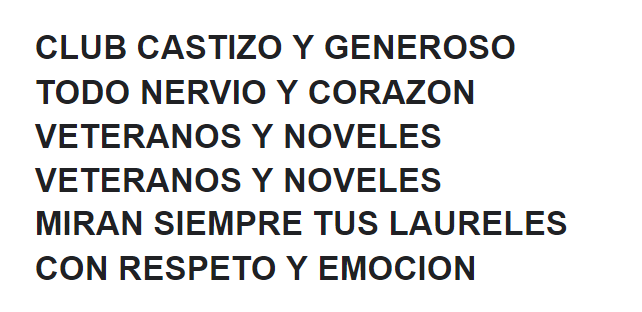 CLUB CASTIZO Y GENEROSO
TODO NERVIO Y CORAZON
VETERANOS Y NOVELES
VETERANOS Y NOVELES
MIRAN SIEMPRE TUS LAURELES
CON RESPETO Y EMOCION